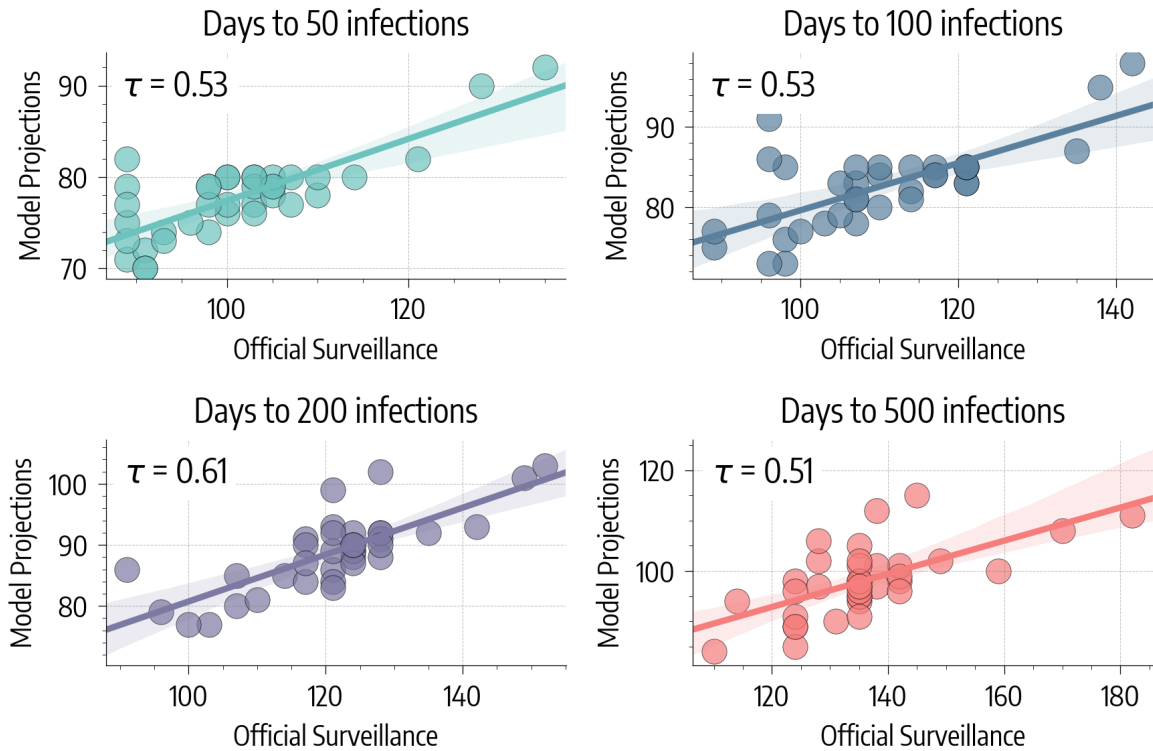 Days to 50 infections
τ = 0.53
Model Projections
90
80
70
100
120
Official Surveillance
Days to 100 infections
τ = 0.53
Model Projections
90
80
100
120
140
Official Surveillance
Days to 200 infections
τ = 0.61
Model Projections
100
90
80
100
120
140
Official Surveillance
Days to 500 infections
τ = 0.51
Model Projections
120
100
120
140
160
180
Official Surveillance